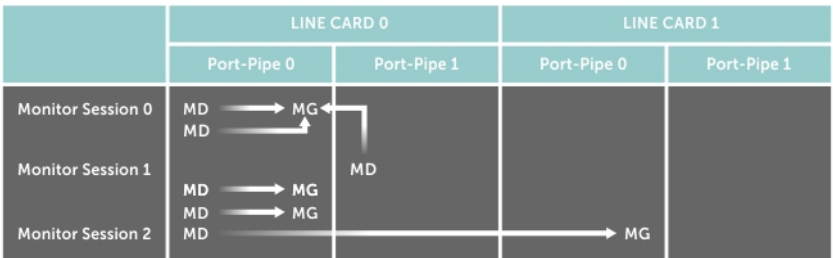 LINE CARD 0 LINE CARD 1
Port-Pipe 0 Port-Pipe 1 Port-Pipe 0 Port-Pipe 1
Monitor Session 0 MD MG
MD
Monitor Session 1 MD
MD MG
MD MG
Monitor Session 2 MD MG